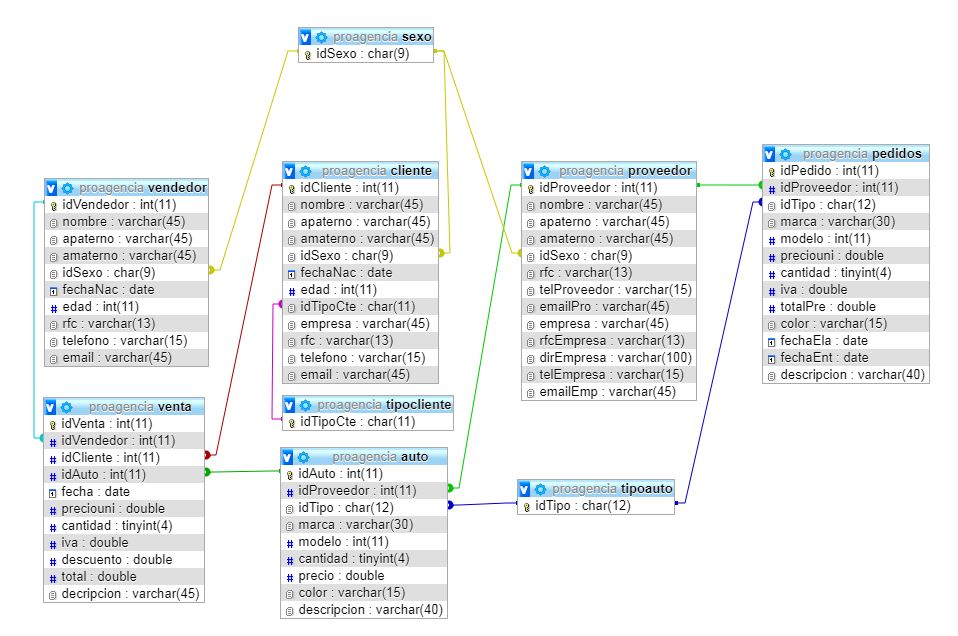 proagencia sexo
idSexo : char(9)
proagencia vendedor
idVendedor : int(11)
nombre : varchar(45)
apaterno : varchar(45)
amaterno : varchar(45)
idSexo : char(9)
fechaNac : date
edad : int(11)
rfc : varchar(13)
telefono : varchar(15)
email : varchar(45)
proagencia cliente
idCliente : int(11)
nombre : varchar(45)
apaterno : varchar(45)
amaterno : varchar(45)
idSexo : char(9)
fechaNac : date
edad : int(11)
idTipoCte : char(11)
empresa : varchar(45)
rfc : varchar(13)
telefono : varchar(15)
email : varchar(45)
proagencia proveedor
idProveedor : int(11)
nombre : varchar(45)
apaterno : varchar(45)
amaterno : varchar(45)
idSexo : char(9)
rfc : varchar(13)
telProveedor : varchar(15)
emailPro : varchar(45)
empresa : varchar(45)
rfcEmpresa : varchar(13)
dirEmpresa : varchar(100)
telEmpresa : varchar(15)
emailEmp : varchar(45)
proagencia pedidos
idPedido : int(11)
idProveedor : int(11)
idTipo : char(12)
marca : varchar(30)
modelo : int(11)
preciouni : double
cantidad : tinyint(4)
iva : double
totalPre : double
color : varchar(15)
fechaEla : date
fechaEnt : date
descripcion : varchar(40)
proagencia venta
idVenta : int(11)
idVendedor : int(11)
idCliente : int(11)
idAuto : int(11)
fecha : date
preciouni : double
cantidad : tinyint(4)
iva : double
descuento : double
total : double
decripcion : varchar(45)
proagencia tipocliente
idTipoCte : char(11)
proagencia auto
idAuto : int(11)
idProveedor : int(11)
idTipo : char(12)
marca : varchar(30)
modelo : int(11)
cantidad : tinyint(4)
precio : double
color : varchar(15)
descripcion : varchar(40)
proagencia tipoauto
idTipo : char(12)